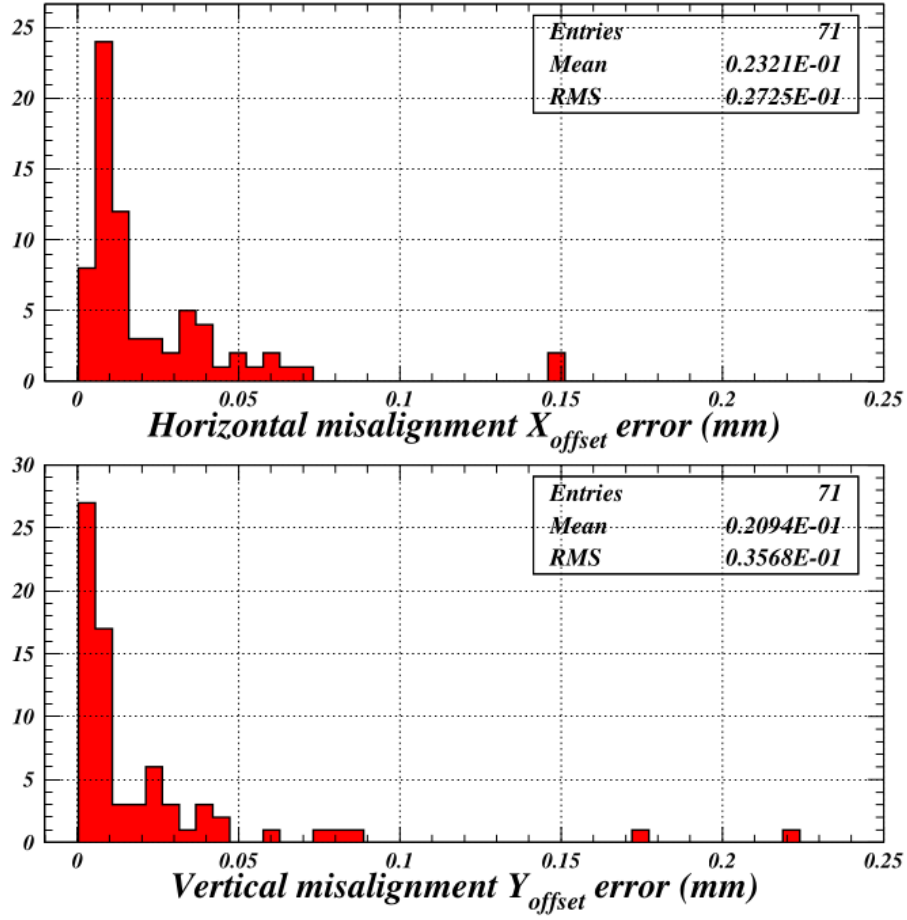 25
Entries 71
Mean 0.2321E-01
20
RMS 0.2725E-01
15
10
5
0
0 0.05 0.1 0.15 0.2 0.25
Horizontal misalignment X_offset error (mm)
30
Entries 71
25
Mean 0.2094E-01
RMS 0.3568E-01
20
15
10
5
0
0 0.05 0.1 0.15 0.2 0.25
Vertical misalignment Y_offset error (mm)